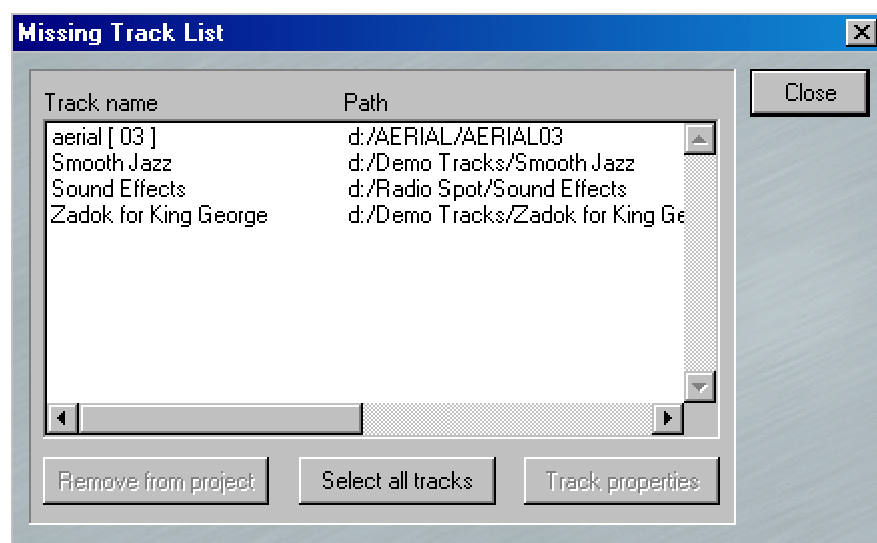 Missing Track List
Close
Track name Path
aerial [ 03 ] d:/AERIAL/AERIAL03
Smooth Jazz d:/Demo Tracks/Smooth Jazz
Sound Effects d:/Radio Spot/Sound Effects
Zadok for King George d:/Demo Tracks/Zadok for King Ge
Remove from project Select all tracks Track properties